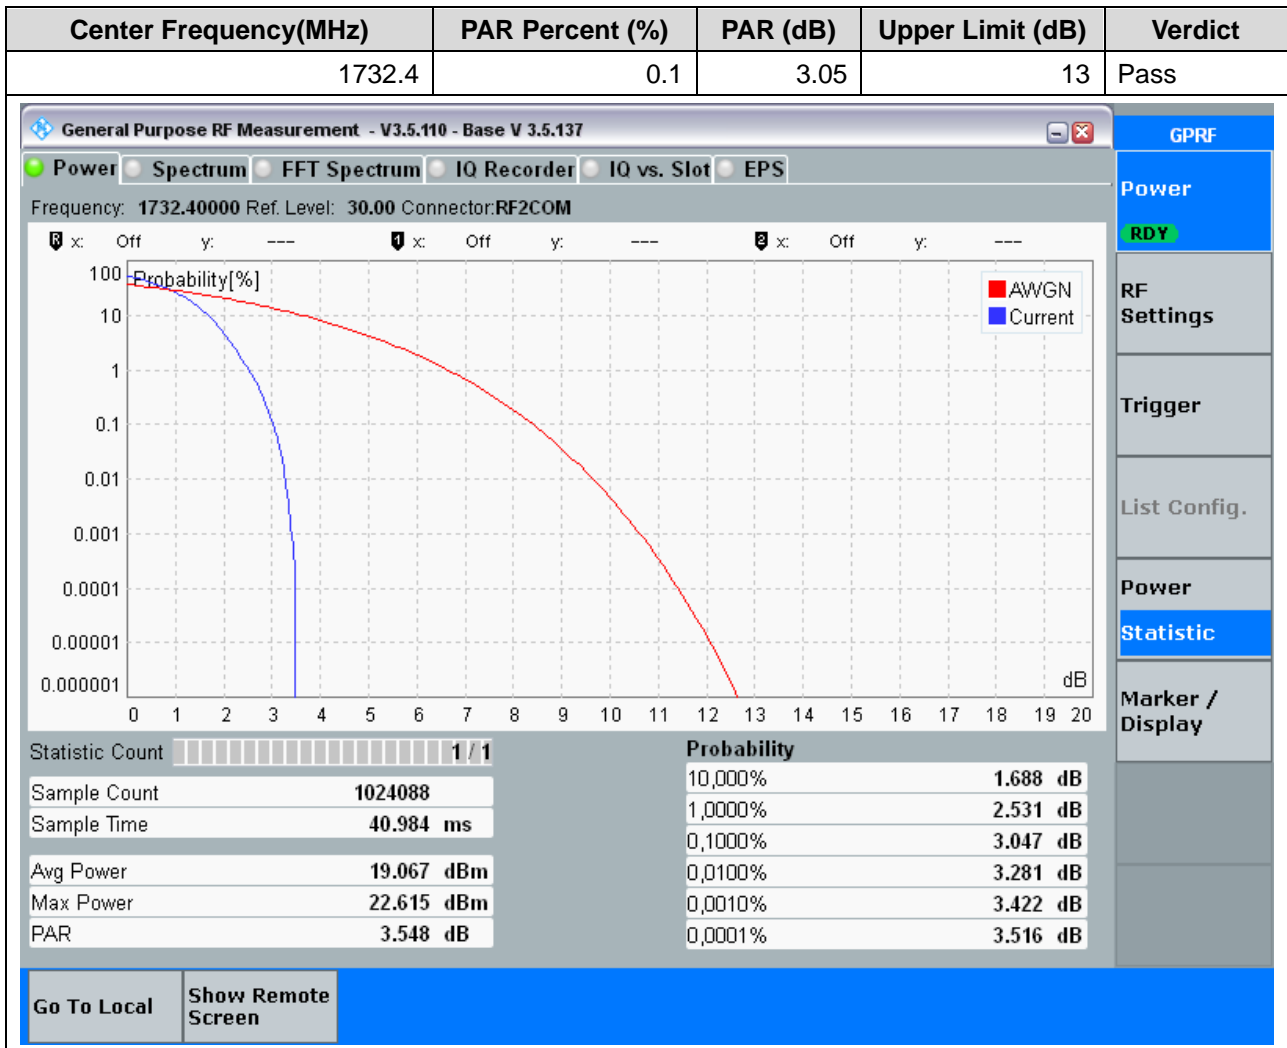 Center Frequency(MHz) PAR Percent (%) PAR (dB) Upper Limit (dB) Verdict
1732.4 0.1 3.05 13 Pass
General Purpose RF Measurement - V3.5.110 - Base V 3.5.137
GPRF
Power Spectrum FFT Spectrum IQ Recorder IQ vs. Slot EPS
Power
RDY
Frequency: 1732.40000 Ref. Level: 30.00 Connector:RF2COM
R x: Off y: --- 1 x: Off y: --- 2 x: Off y: ---
Probability[%]
AWGN
Current
100
10
1
0.1
0.01
0.001
0.0001
0.00001
0.000001
dB
0 1 2 3 4 5 6 7 8 9 10 11 12 13 14 15 16 17 18 19 20
RF
Settings
Trigger
List Config.
Power
Statistic
Marker /
Display
Statistic Count 1 / 1
Sample Count 1024088
Sample Time 40.984 ms
Avg Power 19.067 dBm
Max Power 22.615 dBm
PAR 3.548 dB
Probability
10,000% 1.688 dB
1,0000% 2.531 dB
0,1000% 3.047 dB
0,0100% 3.281 dB
0,0010% 3.422 dB
0,0001% 3.516 dB
Go To Local
Show Remote
Screen